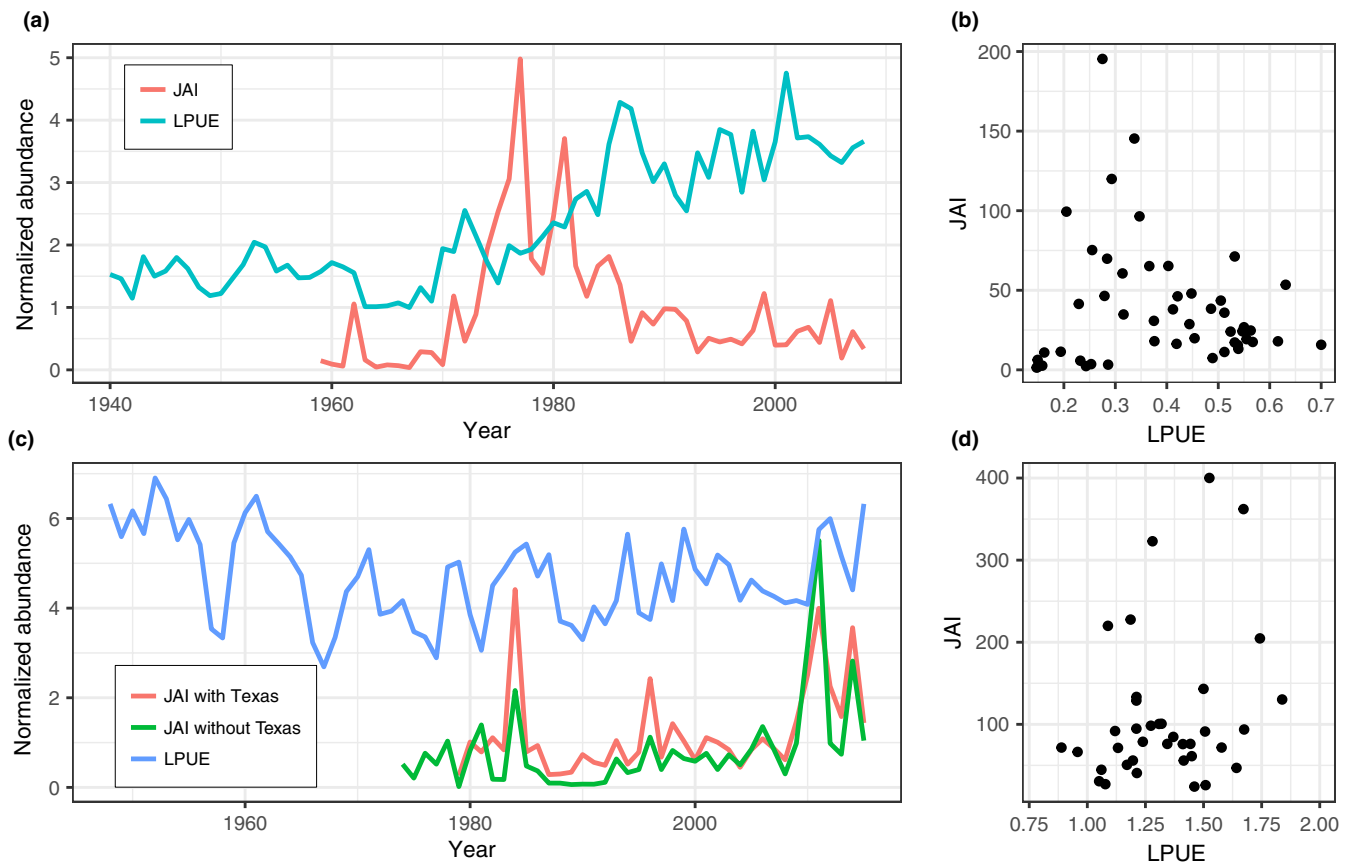 (a)
Normalized abundance
5
4
3
2
1
0
JAI
LPUE
1940
1960
1980
2000
Year
(b)
JAI
200
150
100
50
0
0.2
0.3
0.4
0.5
0.6
0.7
LPUE
(c)
Normalized abundance
6
4
2
0
JAI with Texas
JAI without Texas
LPUE
1960
1980
2000
Year
(d)
JAI
400
300
200
100
0.75
1.00
1.25
1.50
1.75
2.00
LPUE